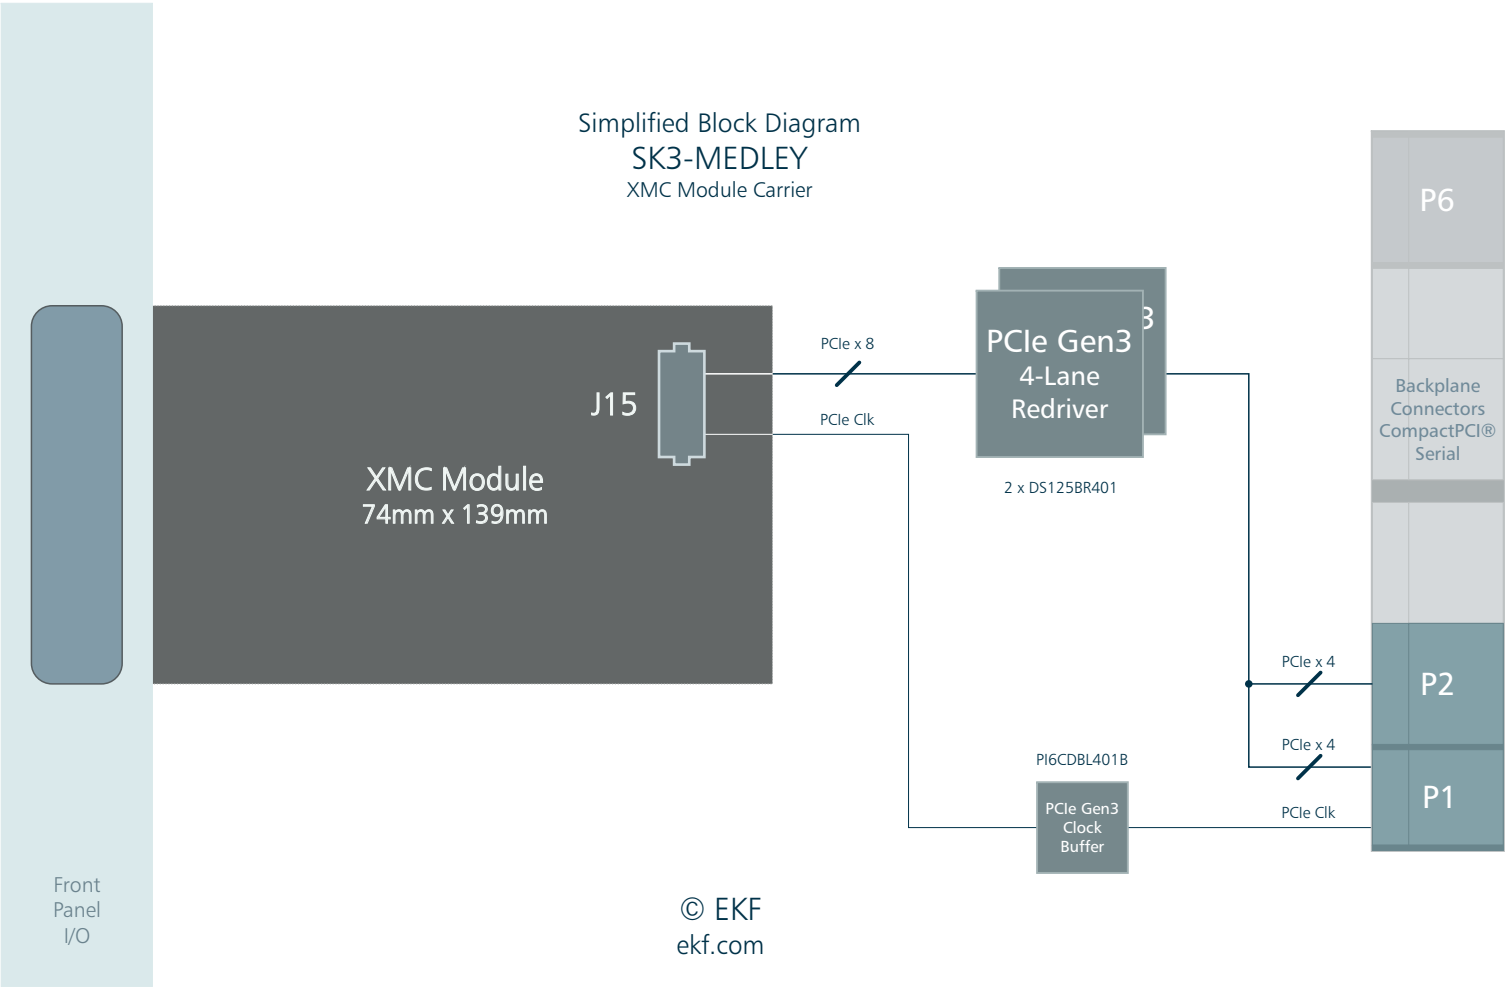 Simplified Block Diagram
SK3-MEDLEY
XMC Module Carrier
P6
PCIe x 8
PCIe Gen3
4-Lane
Redriver
3
J15
PCIe Clk
Backplane
Connectors
CompactPCI®
Serial
XMC Module
74mm x 139mm
2 x DS125BR401
PCIe x 4
P2
PCIe x 4
PI6CDBL401B
P1
PCIe Gen3
Clock
Buffer
PCIe Clk
Front
Panel
I/O
© EKF
ekf.com